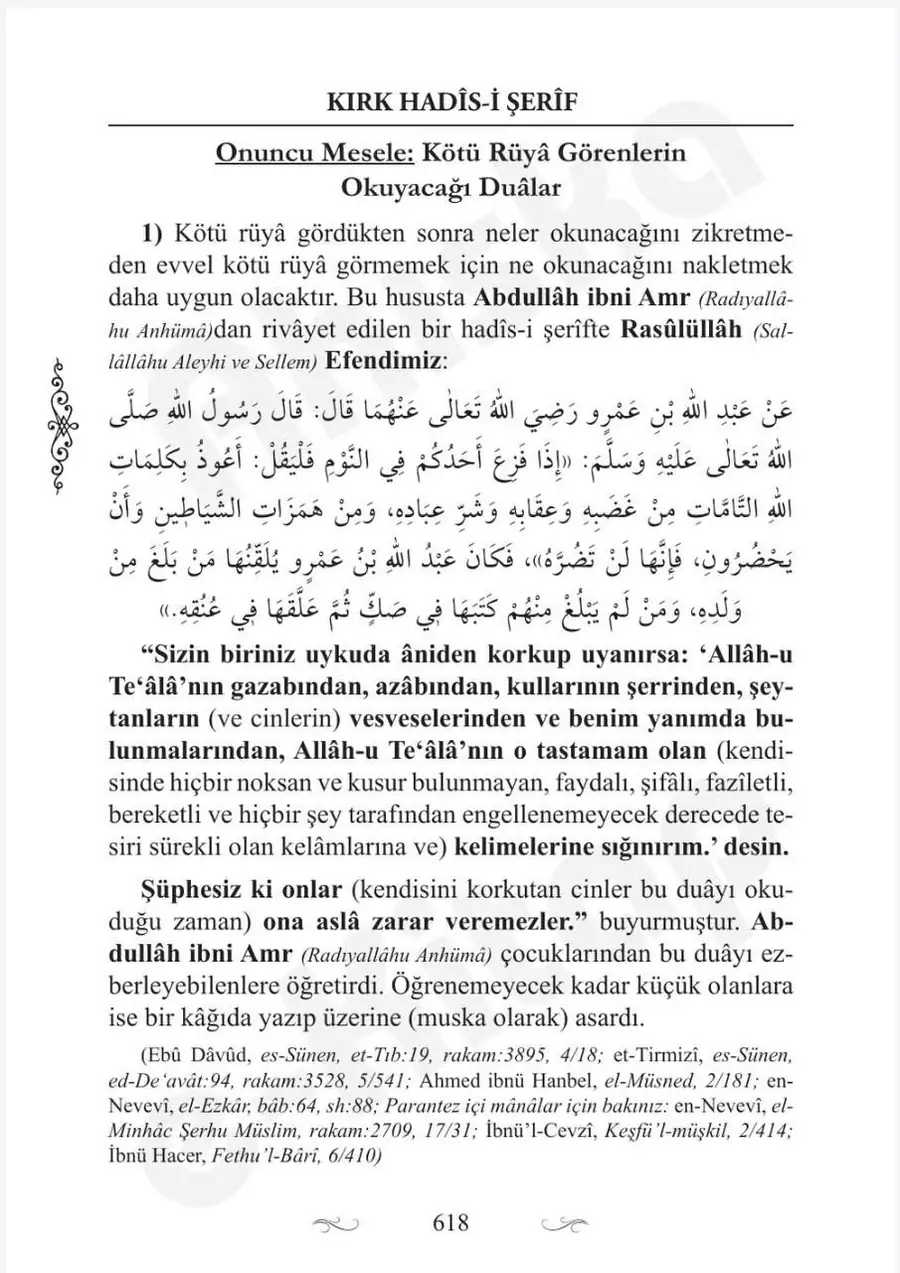 KIRK HADÎS-İ ŞERÎF
Onuncu Mesele: Kötü Rüyâ Görenlerin
Okuyacağı Duâlar
1) Kötü rüyâ gördükten sonra neler okunacağını zikretme-
den evvel kötü rüyâ görmemek için ne okunacağını nakletmek
daha uygun olacaktır. Bu hususta Abdullâh ibni Amr (Radıyallâ-
hu Anhümâ)dan rivâyet edilen bir hadîs-i şerîfte Rasûlüllâh (Sal-
lâllâhu Aleyhi ve Sellem) Efendimiz:
عَنْ عَبْدِ اللهِ بْنِ عَمْرٍو رَضِيَ اللهُ تَعَالٰى عَنْهُمَا قَالَ: قَالَ رَسُولُ اللهِ صَلَّى
اللهُ تَعَالٰى عَلَيْهِ وَسَلَّمَ: «إِذَا فَزِعَ أَحَدُكُمْ فِي النَّوْمِ فَلْيَقُلْ: أَعُوذُ بِكَلِمَاتِ
اللهِ التَّامَّاتِ مِنْ غَضَبِهِ وَعِقَابِهِ وَشَرِّ عِبَادِهِ، وَمِنْ هَمَزَاتِ الشَّيَاطِينِ وَأَنْ
يَحْضُرُونِ، فَإِنَّهَا لَنْ تَضُرَّهُ»، فَكَانَ عَبْدُ اللهِ بْنُ عَمْرٍو يُلَقِّنُهَا مَنْ بَلَغَ مِنْ
وَلَدِهِ، وَمَنْ لَمْ يَبْلُغْ مِنْهُمْ كَتَبَهَا فِي صَكٍّ ثُمَّ عَلَّقَهَا فِي عُنُقِهِ.»
“Sizin biriniz uykuda âniden korkup uyanırsa: ‘Allâh-u
Te‘âlâ’nın gazabından, azâbından, kullarının şerrinden, şey-
tanların (ve cinlerin) vesveselerinden ve benim yanımda bu-
lunmalarından, Allâh-u Te‘âlâ’nın o tastamam olan (kendi-
sinde hiçbir noksan ve kusur bulunmayan, faydalı, şifâlı, fazîletli,
bereketli ve hiçbir şey tarafından engellenemeyecek derecede te-
siri sürekli olan kelâmlarına ve) kelimelerine sığınırım.’ desin.
Şüphesiz ki onlar (kendisini korkutan cinler bu duâyı oku-
duğu zaman) ona aslâ zarar veremezler.” buyurmuştur. Ab-
dullâh ibni Amr (Radıyallâhu Anhümâ) çocuklarından bu duâyı ez-
berleyebilenlere öğretirdi. Öğrenemeyecek kadar küçük olanlara
ise bir kâğıda yazıp üzerine (muska olarak) asardı.
(Ebû Dâvûd, es-Sünen, et-Tıb:19, rakam:3895, 4/18; et-Tirmizî, es-Sünen,
ed-De‘avât:94, rakam:3528, 5/541; Ahmed ibnü Hanbel, el-Müsned, 2/181; en-
Nevevî, el-Ezkâr, bâb:64, sh:88; Parantez içi mânâlar için bakınız: en-Nevevî, el-
Minhâc Şerhu Müslim, rakam:2709, 17/31; İbnü’l-Cevzî, Keşfü’l-müşkil, 2/414;
İbnü Hacer, Fethu’l-Bârî, 6/410)
618